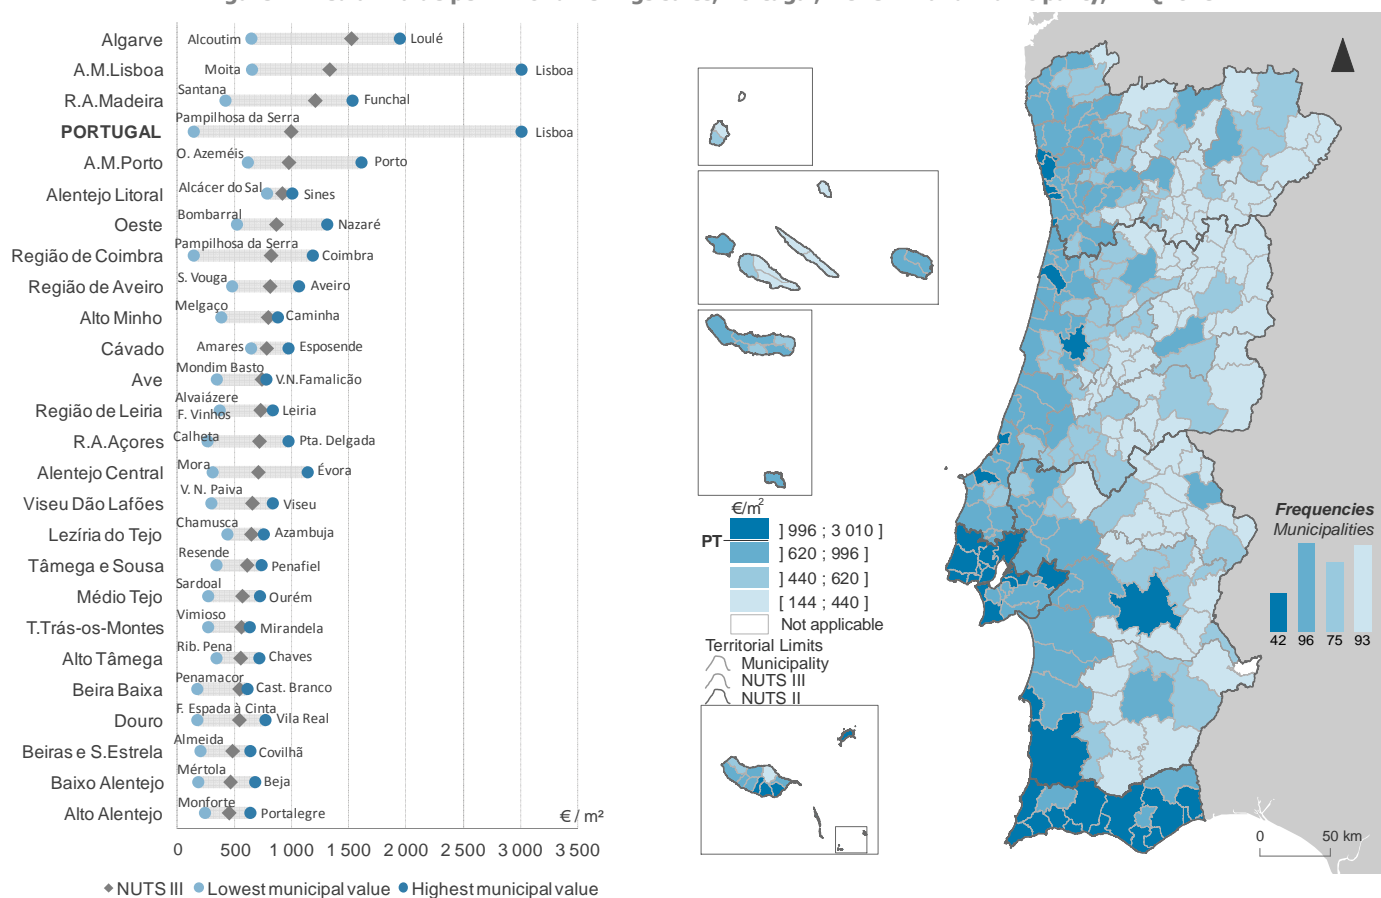 Algarve
Alcoutim
Loulé
A.M.Lisboa
Moita
Lisboa
R.A.Madeira
Santana
Funchal
PORTUGAL
Pampilhosa da Serra
Lisboa
A.M.Porto
O. Azeméis
Porto
Alentejo Litoral
Alcácer do Sal
Sines
Oeste
Bombarral
Nazaré
Região de Coimbra
Pampilhosa da Serra
Coimbra
Região de Aveiro
S. Vouga
Aveiro
Alto Minho
Melgaço
Caminha
Cávado
Amares
Esposende
Ave
Mondim Basto
V.N.Famalicão
Região de Leiria
Alvaiázere
F. Vinhos
Leiria
R.A.Açores
Calheta
Pta. Delgada
Alentejo Central
Mora
Évora
Viseu Dão Lafões
V. N. Paiva
Viseu
Lezíria do Tejo
Chamusca
Azambuja
Tâmega e Sousa
Resende
Penafiel
Médio Tejo
Sardoal
Ourém
T.Trás-os-Montes
Vimioso
Mirandela
Alto Tâmega
Rib. Pena
Chaves
Beira Baixa
Penamacor
Cast. Branco
Douro
F. Espada à Cinta
Vila Real
Beiras e S.Estrela
Almeida
Covilhã
Baixo Alentejo
Mértola
Beja
Alto Alentejo
Monforte
Portalegre
€ / m²
0 500 1 000 1 500 2 000 2 500 3 000 3 500
NUTS III Lowest municipal value Highest municipal value
€/m²
PT
] 996 ; 3 010 ]
] 620 ; 996 ]
] 440 ; 620 ]
[ 144 ; 440 ]
Not applicable
Territorial Limits
Municipality
NUTS III
NUTS II
Frequencies
Municipalities
42 96 75 93
0 50 km